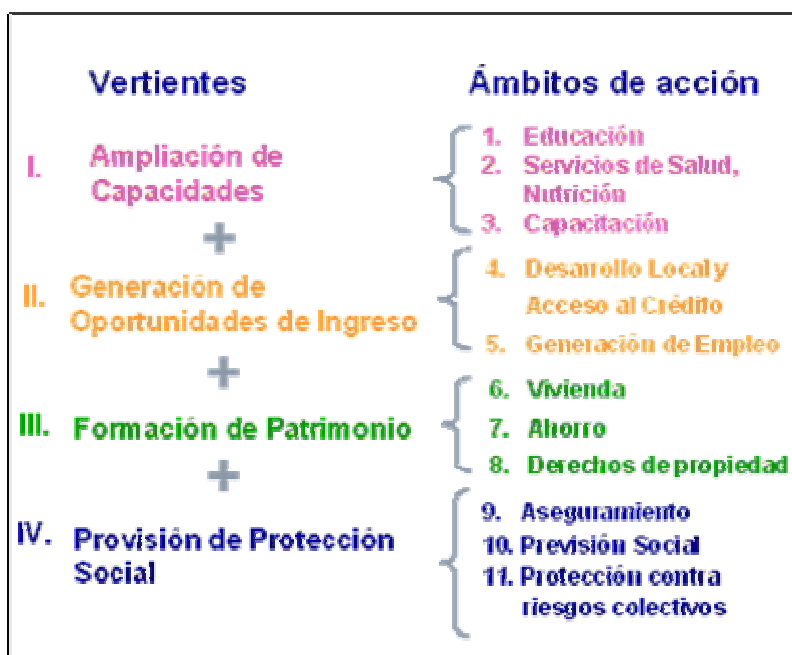 Vertientes
Ámbitos de acción
I. Ampliación de
Capacidades
1. Educación
2. Servicios de Salud,
Nutrición
3. Capacitación
+
II. Generación de
Oportunidades de Ingreso
4. Desarrollo Local y
Acceso al Crédito
5. Generación de Empleo
+
III. Formación de Patrimonio
6. Vivienda
7. Ahorro
8. Derechos de propiedad
+
IV. Provisión de Protección
Social
9. Aseguramiento
10. Previsión Social
11. Protección contra
riesgos colectivos